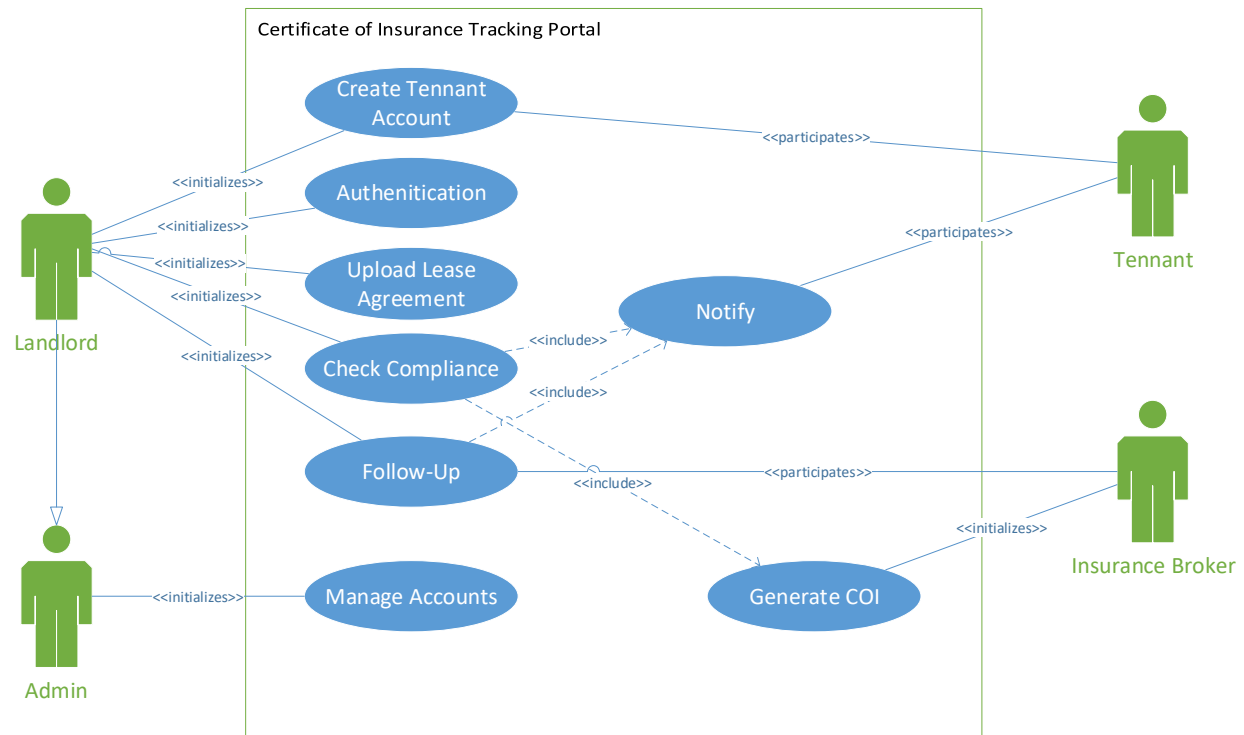 Certificate of Insurance Tracking Portal
Create Tennant
Account
<<participates>>
<<initializes>>
Authenitication
<<initializes>>
<<participates>>
Tennant
<<initializes>>
Upload Lease
Agreement
<<initializes>>
Notify
Landlord
<<include>>
<<initializes>>
Check Compliance
<<include>>
Follow-Up
<<participates>>
<<include>>
<<initializes>>
Insurance Broker
<<initializes>>
Manage Accounts
Generate COI
Admin